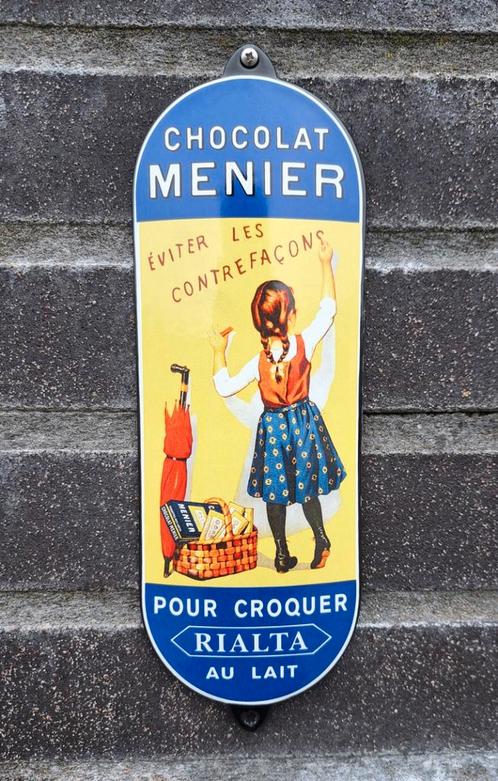 CHOCOLAT
MENIER
ÉVITER LES
CONTREFAÇONS
MENIER
POUR CROQUER
RIALTA
AU LAIT